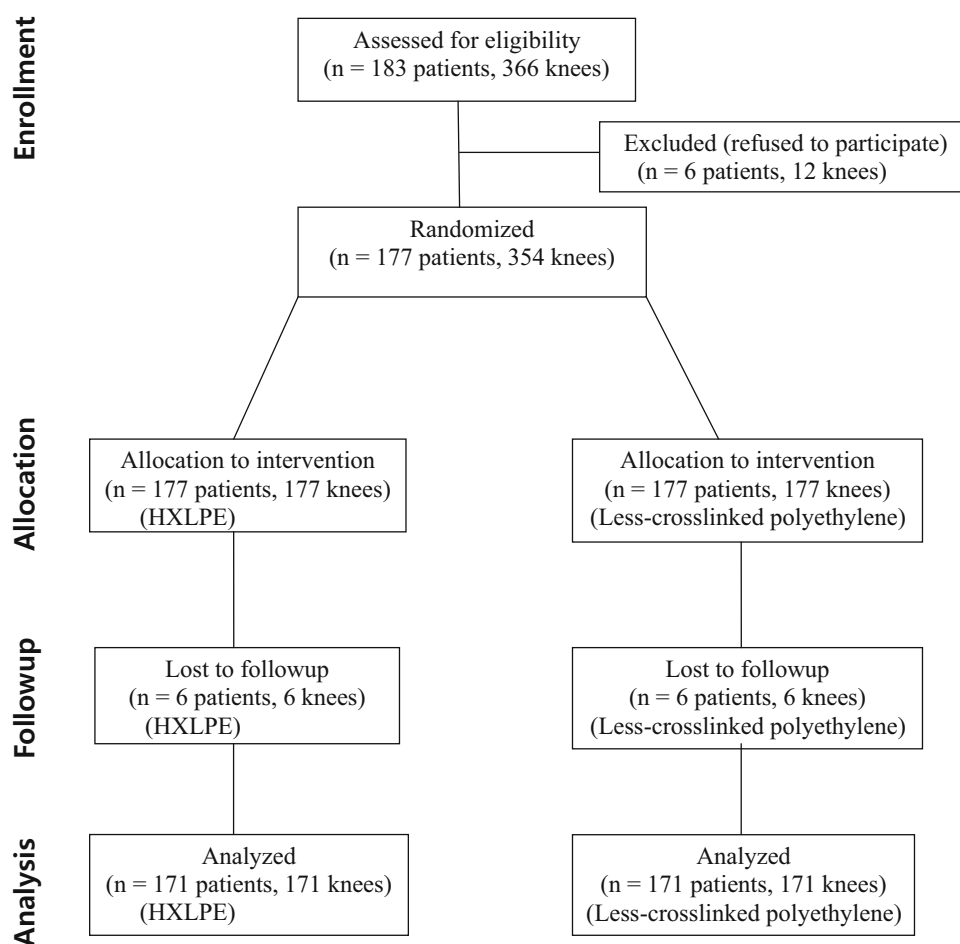 Enrollment
Assessed for eligibility
(n = 183 patients, 366 knees)
Excluded (refused to participate)
(n = 6 patients, 12 knees)
Randomized
(n = 177 patients, 354 knees)
Allocation
Allocation to intervention
(n = 177 patients, 177 knees)
(HXLPE)
Allocation to intervention
(n = 177 patients, 177 knees)
(Less-crosslinked polyethylene)
Followup
Lost to followup
(n = 6 patients, 6 knees)
(HXLPE)
Lost to followup
(n = 6 patients, 6 knees)
(Less-crosslinked polyethylene)
Analysis
Analyzed
(n = 171 patients, 171 knees)
(HXLPE)
Analyzed
(n = 171 patients, 171 knees)
(Less-crosslinked polyethylene)